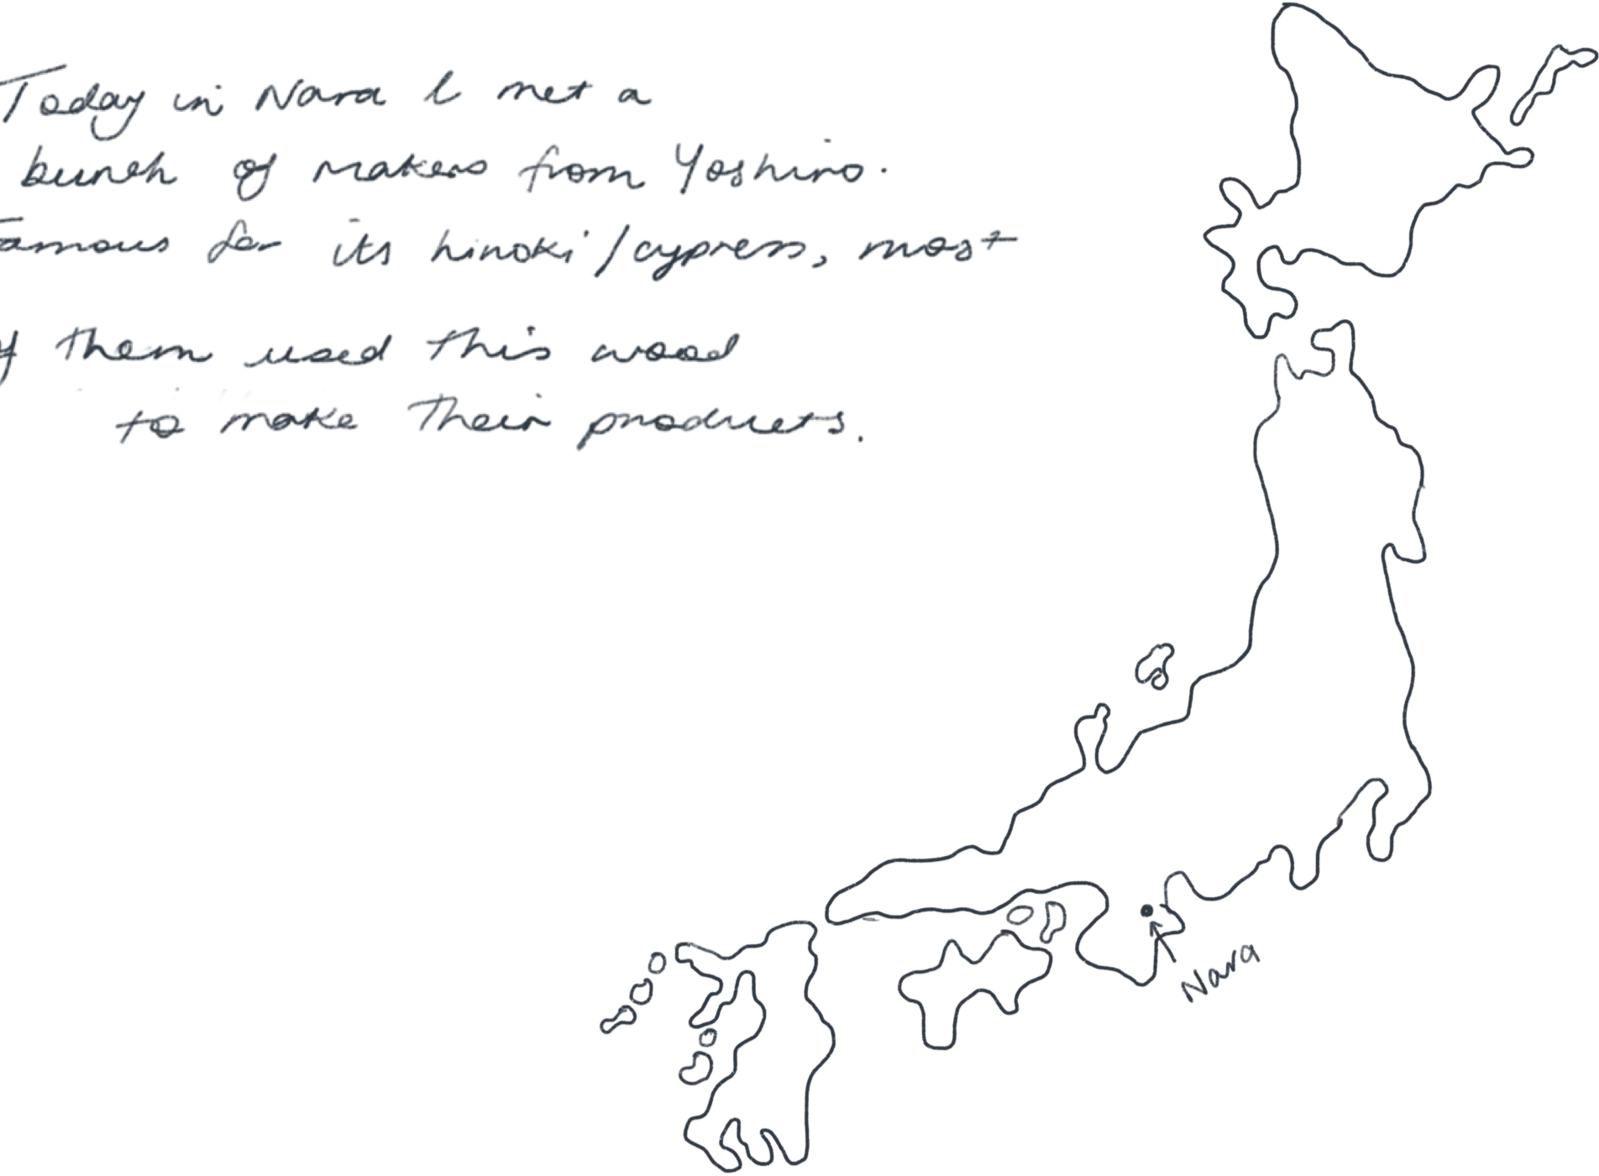 Today in Nara I met a
bunch of makers from Yoshiro.
Famous for its hinoki/cypress, most
of them used this wood
to make their products.
Nara